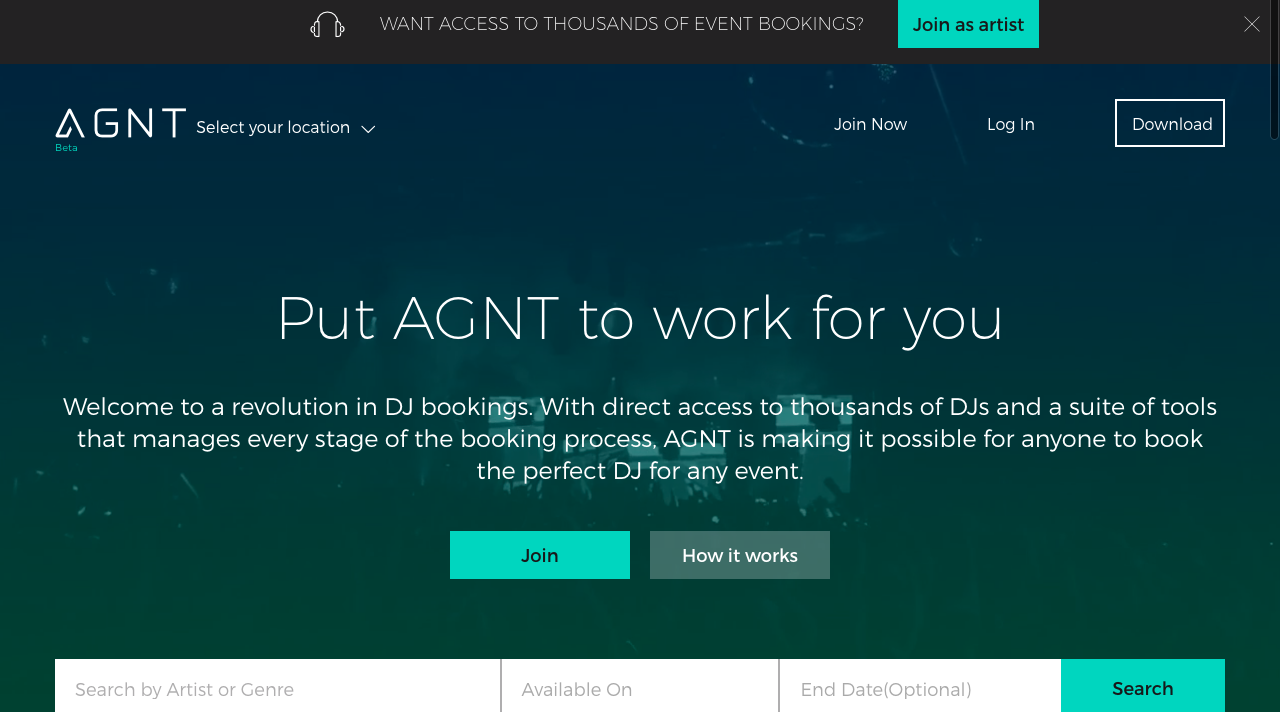 WANT ACCESS TO THOUSANDS OF EVENT BOOKINGS?
Join as artist
AGNT
Beta
Select your location
Join Now
Log In
Download
Put AGNT to work for you
Welcome to a revolution in DJ bookings. With direct access to thousands of DJs and a suite of tools
that manages every stage of the booking process, AGNT is making it possible for anyone to book
the perfect DJ for any event.
Join
How it works
Search by Artist or Genre
Available On
End Date(Optional)
Search